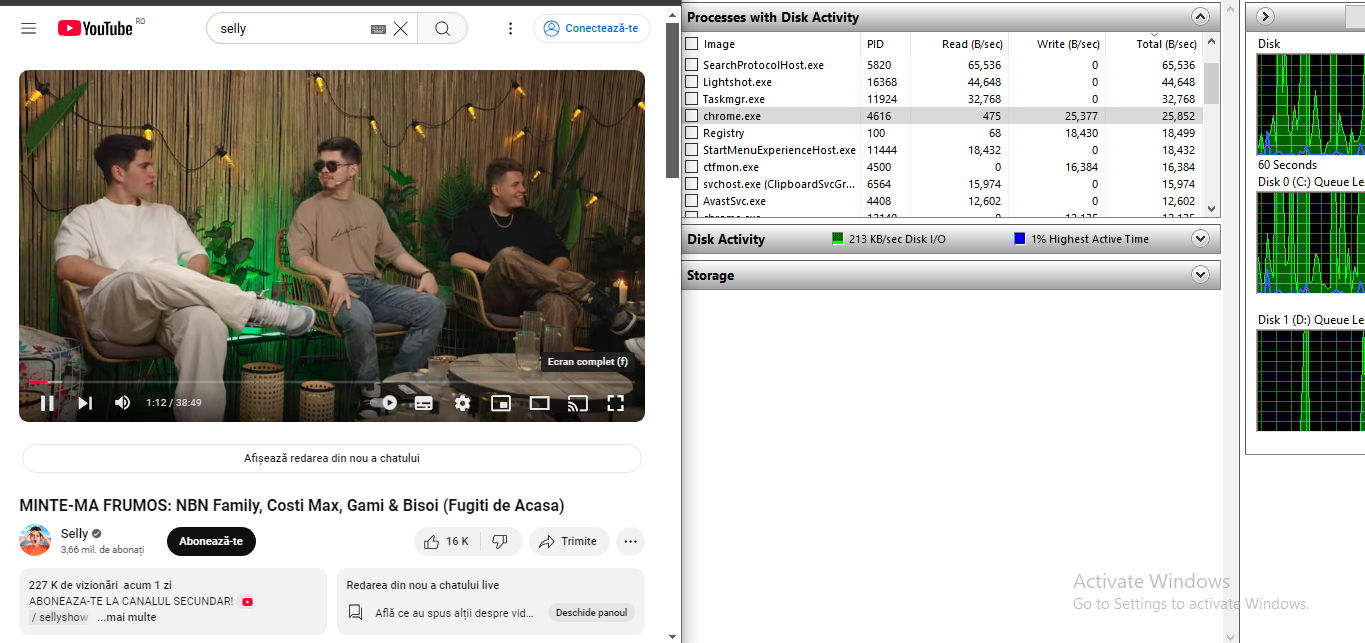 YouTube RO
selly
Conectează-te
Ecran complet (f)
1:12 / 38:49
Afișează redarea din nou a chatului
MINTE-MA FRUMOS: NBN Family, Costi Max, Gami & Bisoi (Fugiti de Acasa)
Selly
3,66 mil. de abonați
Abonează-te
16 K
Trimite
227 K de vizionări acum 1 zi
ABONEAZA-TE LA CANALUL SECUNDAR!
/ sellyshow ...mai multe
Redarea din nou a chatului live
Află ce au spus alții despre vid...
Deschide panoul
Processes with Disk Activity
Image PID Read (B/sec) Write (B/sec) Total (B/sec)
SearchProtocolHost.exe 5820 65,536 0 65,536
Lightshot.exe 16368 44,648 0 44,648
Taskmgr.exe 11924 32,768 0 32,768
chrome.exe 4616 475 25,377 25,852
Registry 100 68 18,430 18,499
StartMenuExperienceHost.exe 11444 18,432 0 18,432
ctfmon.exe 4500 0 16,384 16,384
svchost.exe (ClipboardSvcGr... 6564 15,974 0 15,974
AvastSvc.exe 4408 12,602 0 12,602
Disk Activity 213 KB/sec Disk I/O 1% Highest Active Time
Storage
Disk
60 Seconds
Disk 0 (C:) Queue Le
Disk 1 (D:) Queue Le
Activate Windows
Go to Settings to activate Windows.